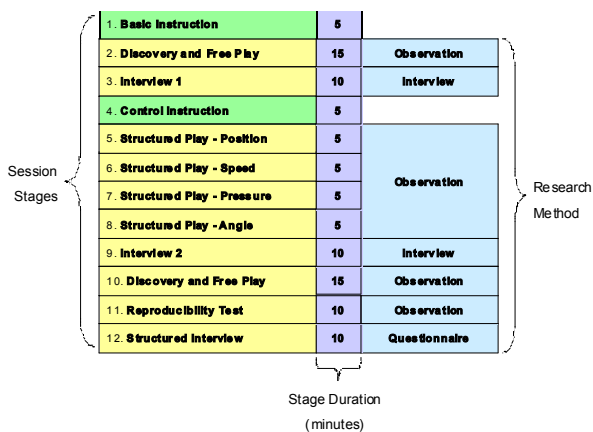 1. Basic Instruction 5
2. Discovery and Free Play 15 Observation
3. Interview 1 10 Interview
4. Control Instruction 5
5. Structured Play - Position 5
6. Structured Play - Speed 5
7. Structured Play - Pressure 5
8. Structured Play - Angle 5
Observation
9. Interview 2 10 Interview
10. Discovery and Free Play 15 Observation
11. Reproducibility Test 10 Observation
12. Structured Interview 10 Questionnaire
Session
Stages
Research
Method
Stage Duration
(minutes)